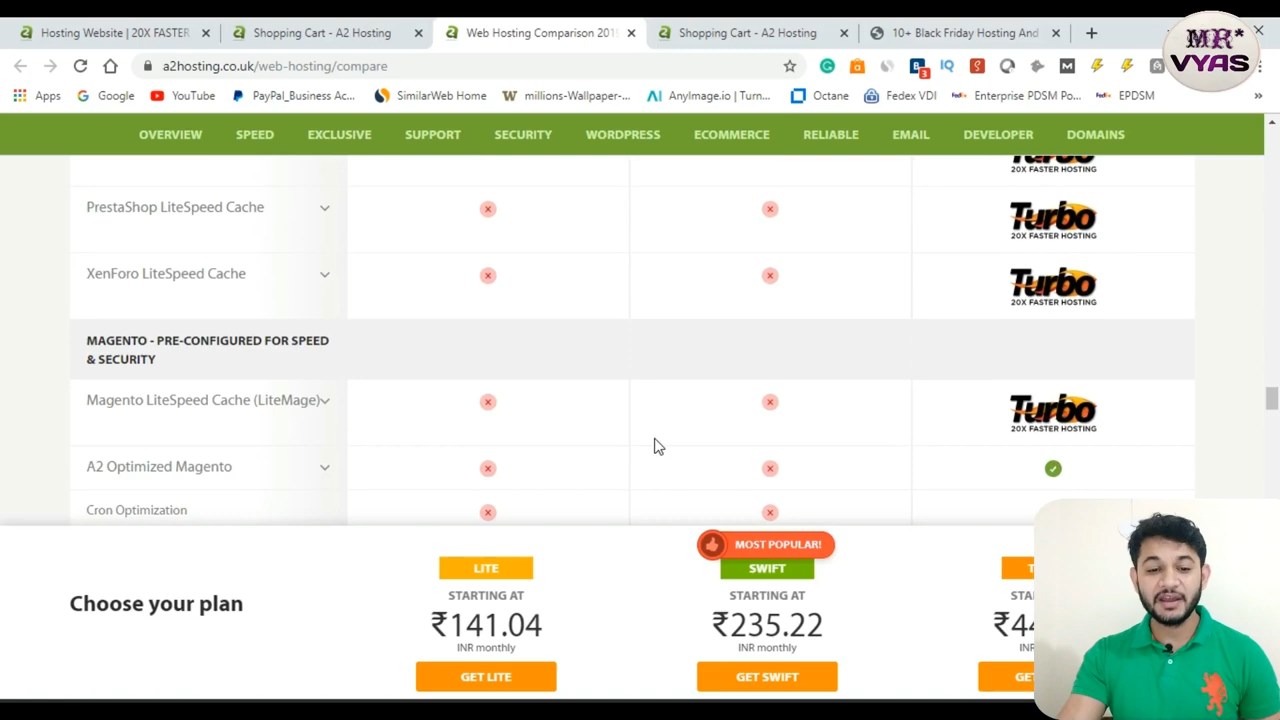 Hosting Website | 20X FASTER
Shopping Cart - A2 Hosting
Web Hosting Comparison 201
Shopping Cart - A2 Hosting
10+ Black Friday Hosting And
MR*
VYAS
a2hosting.co.uk/web-hosting/compare
3
Apps
Google
YouTube
PayPal_Business Ac...
SimilarWeb Home
millions-Wallpaper-...
AnyImage.io | Turn...
Octane
Fedex VDI
Enterprise PDSM Po...
EPDSM
OVERVIEW
SPEED
EXCLUSIVE
SUPPORT
SECURITY
WORDPRESS
ECOMMERCE
RELIABLE
EMAIL
DEVELOPER
DOMAINS
Turbo
20X FASTER HOSTING
PrestaShop LiteSpeed Cache
Turbo
20X FASTER HOSTING
XenForo LiteSpeed Cache
Turbo
20X FASTER HOSTING
MAGENTO - PRE-CONFIGURED FOR SPEED
& SECURITY
Magento LiteSpeed Cache (LiteMage)
Turbo
20X FASTER HOSTING
A2 Optimized Magento
Cron Optimization
MOST POPULAR!
Choose your plan
LITE
STARTING AT
₹141.04
INR monthly
GET LITE
SWIFT
STARTING AT
₹235.22
INR monthly
GET SWIFT
T
STA
₹44
INR
GE